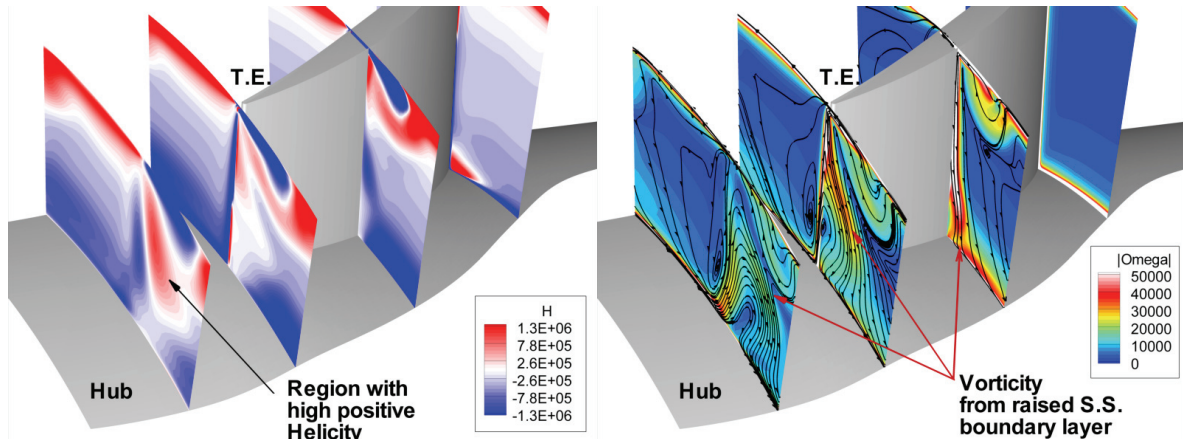 T.E.
Hub
Region with
high positive
Helicity
H
1.3E+06
7.8E+05
2.6E+05
-2.6E+05
-7.8E+05
-1.3E+06
T.E.
Hub
Vorticity
from raised S.S.
boundary layer
|Omega|
50000
40000
30000
20000
10000
0